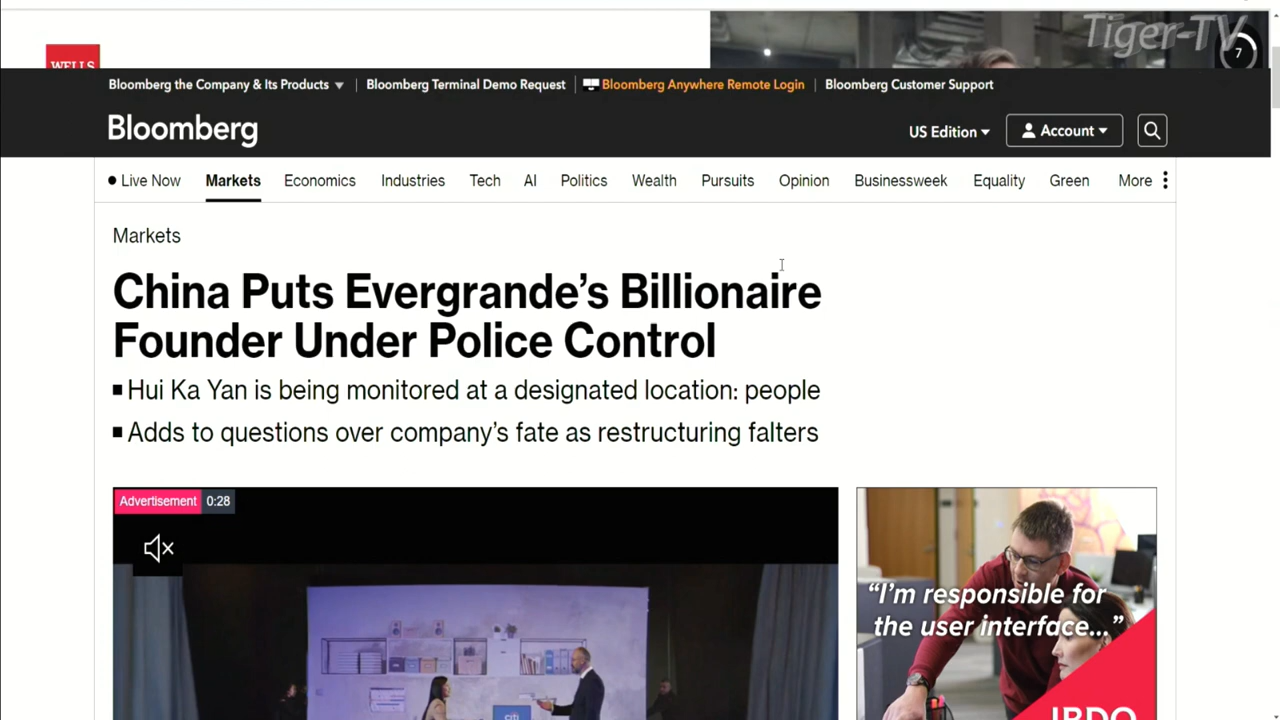 Tiger-TV
7
WELLS
Bloomberg the Company & Its Products
Bloomberg Terminal Demo Request
Bloomberg Anywhere Remote Login
Bloomberg Customer Support
Bloomberg
US Edition
Account
Live Now
Markets
Economics
Industries
Tech
AI
Politics
Wealth
Pursuits
Opinion
Businessweek
Equality
Green
More
Markets
China Puts Evergrande’s Billionaire
Founder Under Police Control
Hui Ka Yan is being monitored at a designated location: people
Adds to questions over company’s fate as restructuring falters
Advertisement 0:28
citi
“I’m responsible for
the user interface...”